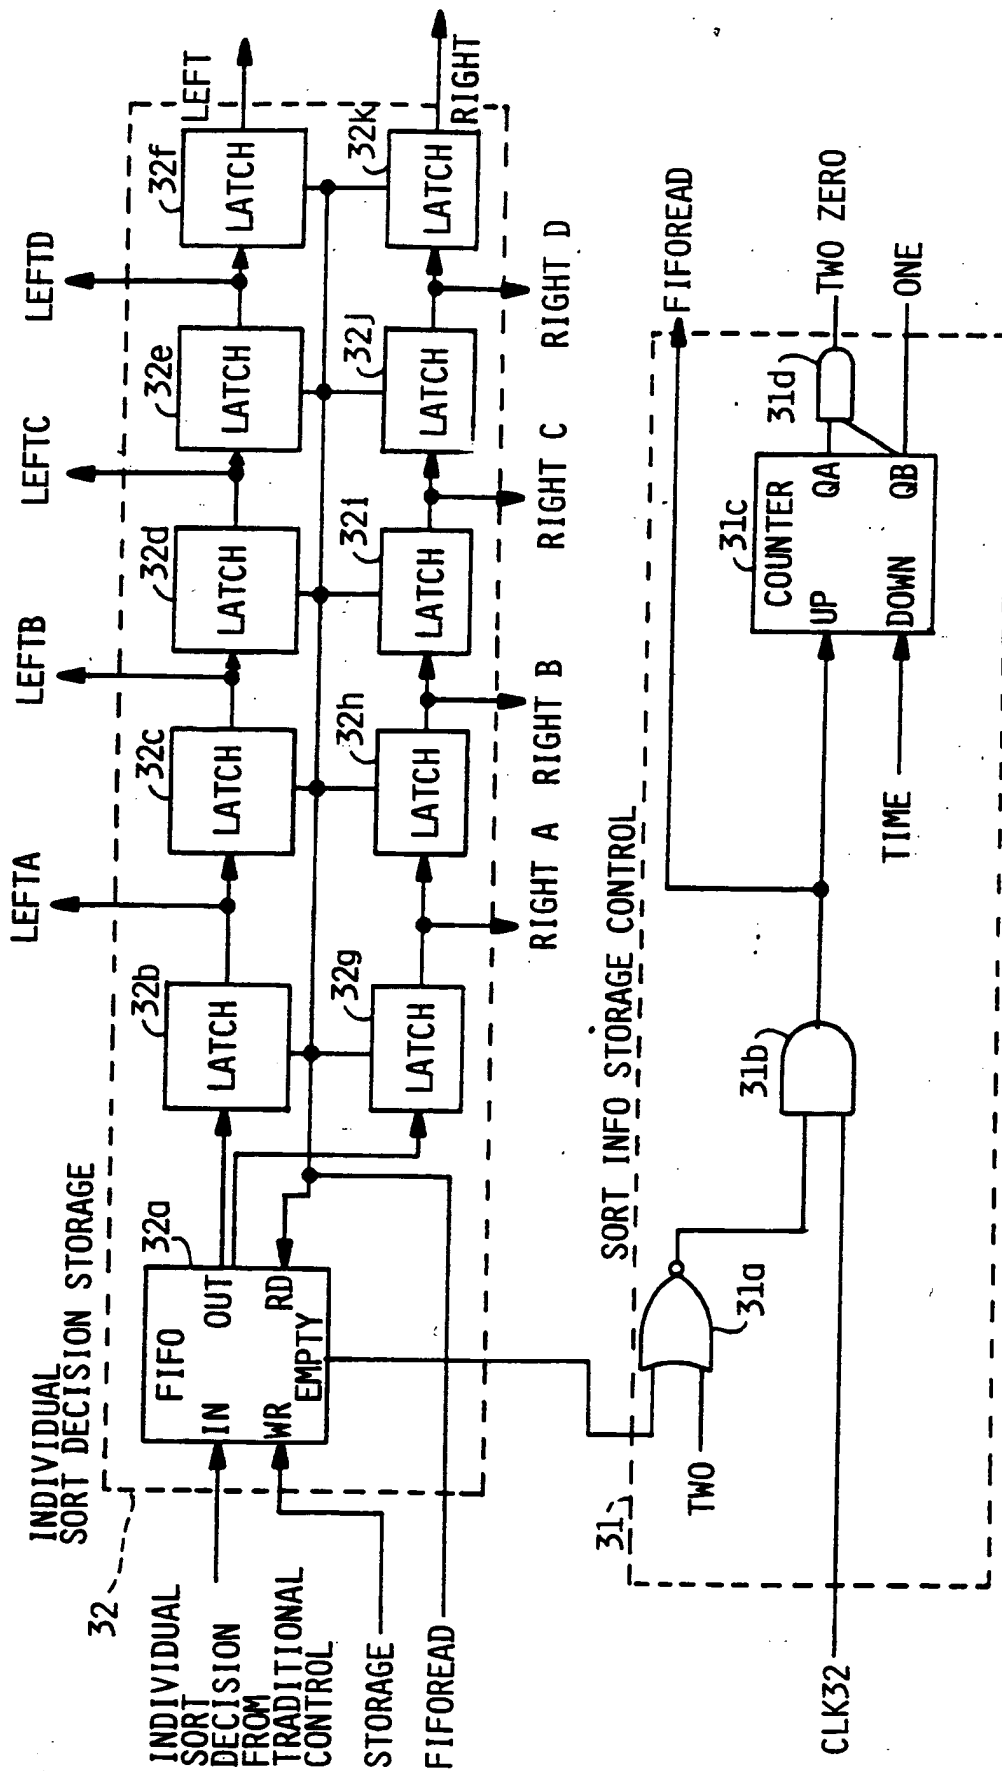 INDIVIDUAL
SORT DECISION STORAGE
32
INDIVIDUAL
SORT
DECISION
FROM
TRADITIONAL
CONTROL
STORAGE
FIFOREAD
32a
FIFO
IN
OUT
WR
RD
EMPTY
LEFTA
LEFTB
LEFTC
LEFTD
32b
LATCH
32c
LATCH
32d
LATCH
32e
LATCH
32f
LATCH
LEFT
32g
LATCH
32h
LATCH
32i
LATCH
32j
LATCH
32k
LATCH
RIGHT
RIGHT A
RIGHT B
RIGHT C
RIGHT D
SORT INFO STORAGE CONTROL
31
TWO
31a
CLK32
31b
FIFOREAD
TIME
31c
COUNTER
UP
QA
DOWN
QB
31d
TWO ZERO
ONE